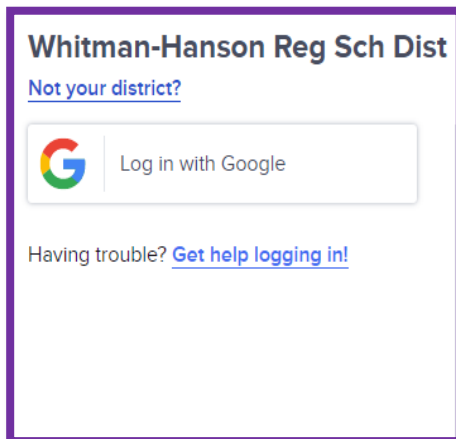 Whitman-Hanson Reg Sch Dist
Not your district?
Log in with Google
Having trouble? Get help logging in!